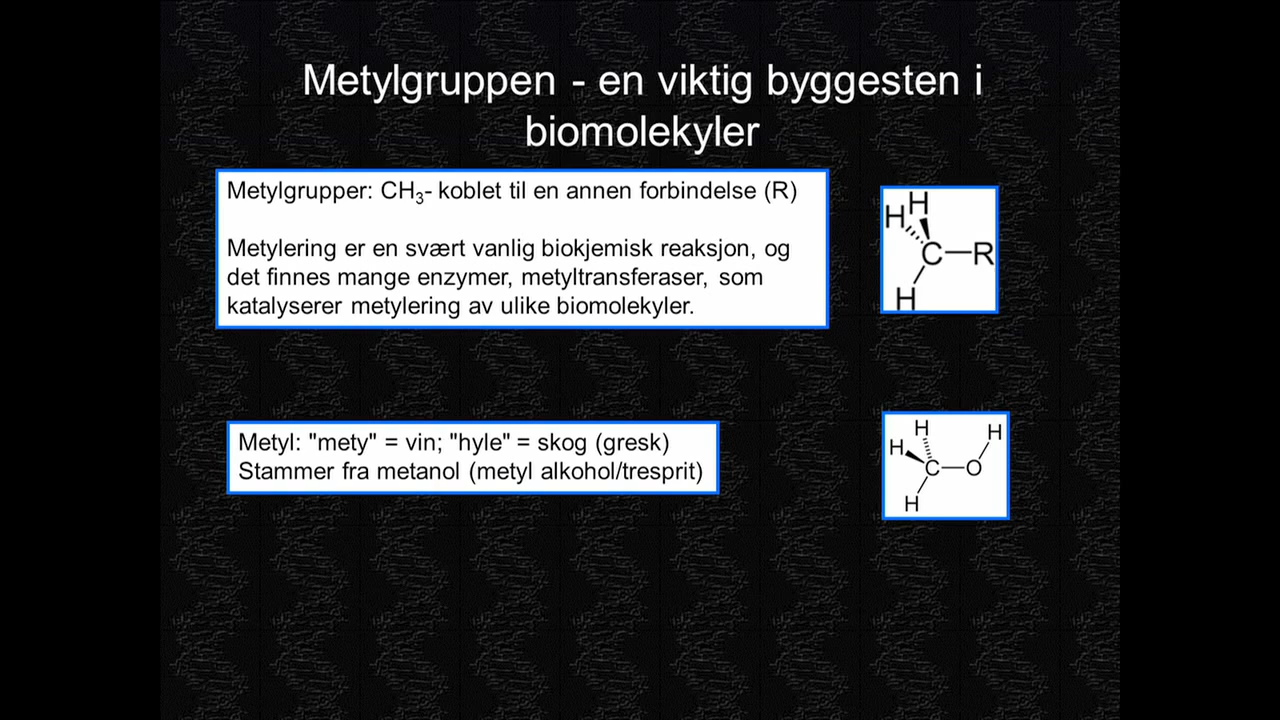 Metylgruppen - en viktig byggesten i
biomolekyler
Metylgrupper: CH₃- koblet til en annen forbindelse (R)
Metylering er en svært vanlig biokjemisk reaksjon, og
det finnes mange enzymer, metyltransferaser, som
katalyserer metylering av ulike biomolekyler.
H H
C R
H
Metyl: "mety" = vin; "hyle" = skog (gresk)
Stammer fra metanol (metyl alkohol/tresprit)
H H
H
C O
H